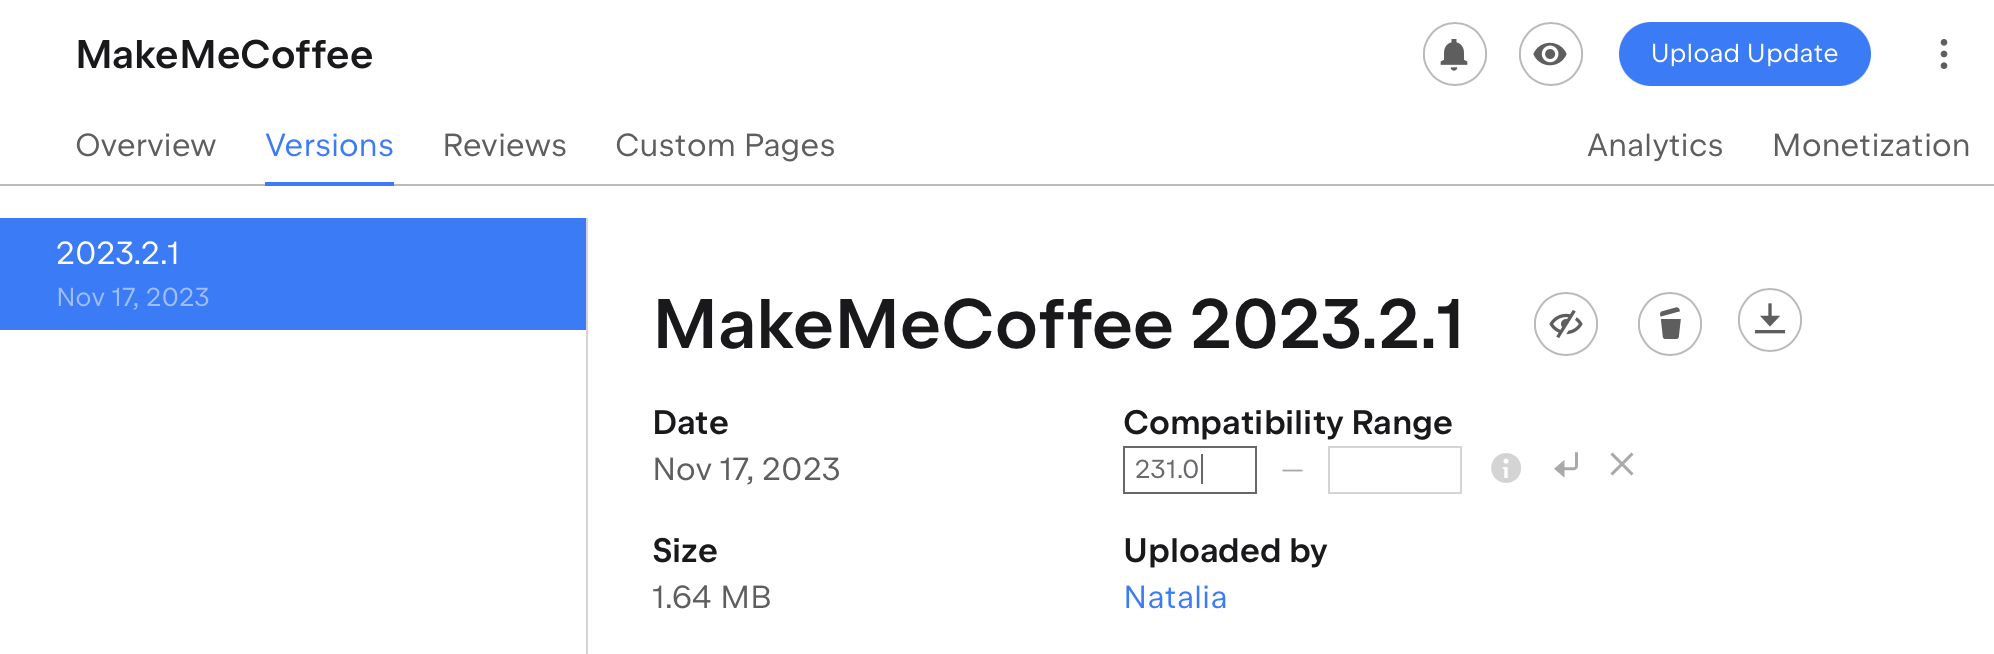 MakeMeCoffee
Upload Update
Overview Versions Reviews Custom Pages Analytics Monetization
2023.2.1
Nov 17, 2023
MakeMeCoffee 2023.2.1
Date
Nov 17, 2023
Compatibility Range
231.0 —
Size
1.64 MB
Uploaded by
Natalia